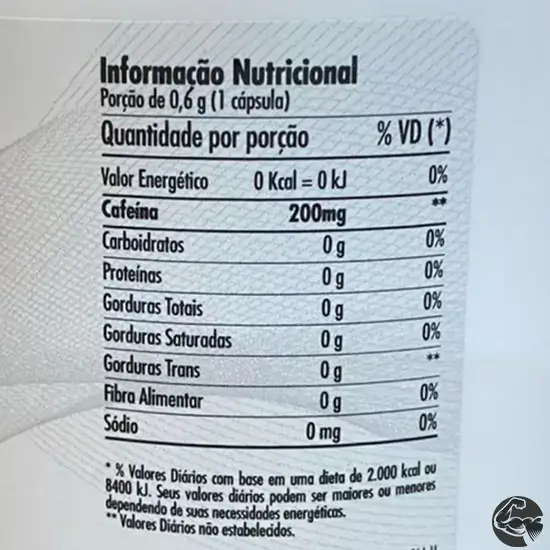 Informação Nutricional
Porção de 0,6 g (1 cápsula)
Quantidade por porção % VD (*)
Valor Energético 0 Kcal = 0 kJ 0%
Cafeína 200mg **
Carboidratos 0 g 0%
Proteínas 0 g 0%
Gorduras Totais 0 g 0%
Gorduras Saturadas 0 g 0%
Gorduras Trans 0 g **
Fibra Alimentar 0 g 0%
Sódio 0 mg 0%
* % Valores Diários com base em uma dieta de 2.000 kcal ou
8400 kJ. Seus valores diários podem ser maiores ou menores
dependendo de suas necessidades energéticas.
** Valores Diários não estabelecidos.